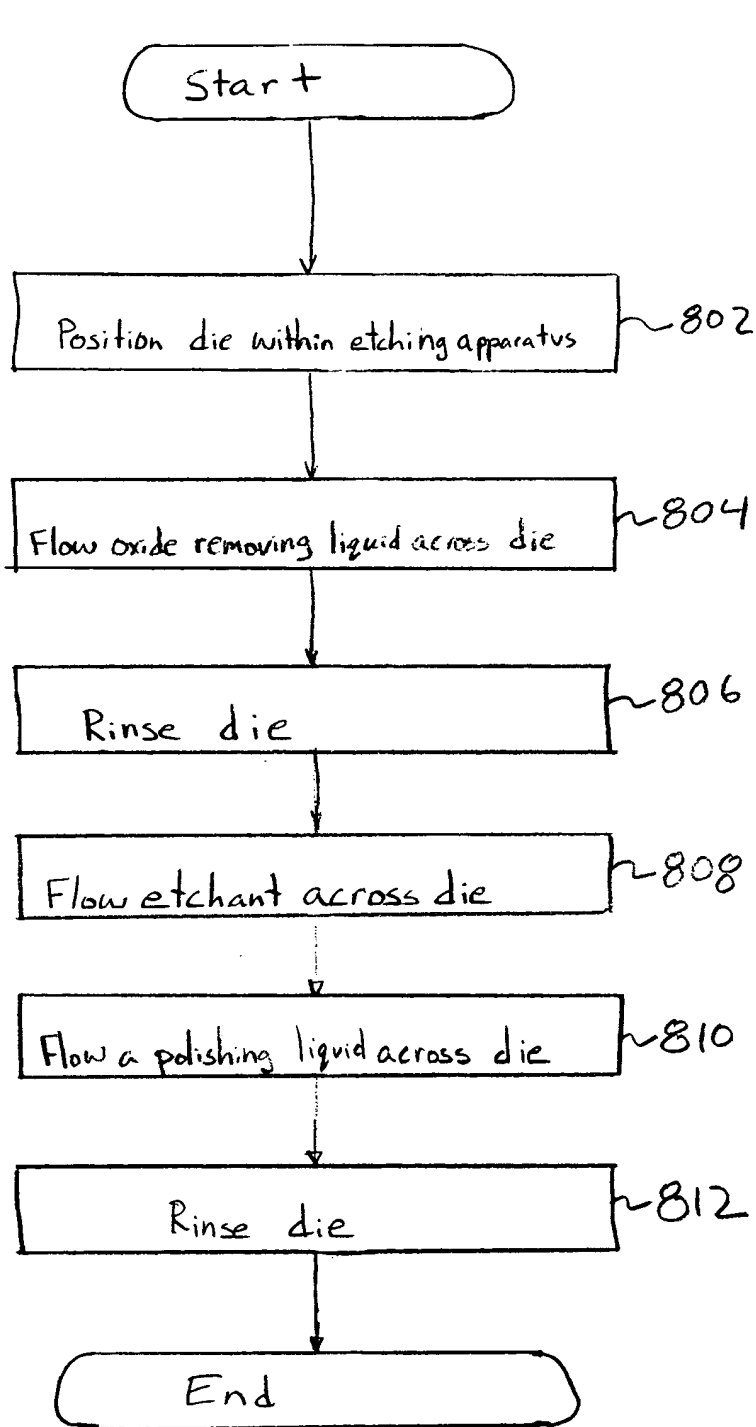 Start
Position die within etching apparatus
802
Flow oxide removing liquid across die
804
Rinse die
806
Flow etchant across die
808
Flow a polishing liquid across die
810
Rinse die
812
End